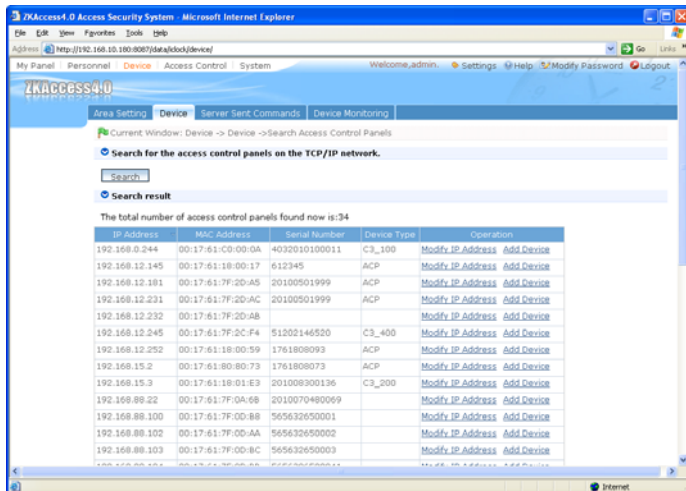 ZKAccess4.0 Access Security System - Microsoft Internet Explorer
File Edit View Favorites Tools Help
Address http://192.168.10.180:8087/data/iclock/device/ Go Links
My Panel Personnel Device Access Control System Welcome,admin. Settings Help Modify Password Logout
ZKAccess4.0
Area Setting Device Server Sent Commands Device Monitoring
Current Window: Device -> Device ->Search Access Control Panels
Search for the access control panels on the TCP/IP network.
Search
Search result
The total number of access control panels found now is:34
IP Address MAC Address Serial Number Device Type Operation
192.168.0.244 00:17:61:C0:00:0A 4032010100011 C3_100 Modify IP Address Add Device
192.168.12.145 00:17:61:18:00:17 612345 ACP Modify IP Address Add Device
192.168.12.181 00:17:61:7F:2D:A5 20100501999 ACP Modify IP Address Add Device
192.168.12.231 00:17:61:7F:2D:AC 20100501999 ACP Modify IP Address Add Device
192.168.12.232 00:17:61:7F:2D:AB Modify IP Address Add Device
192.168.12.245 00:17:61:7F:2C:F4 51202146520 C3_400 Modify IP Address Add Device
192.168.12.252 00:17:61:18:00:59 1761808093 ACP Modify IP Address Add Device
192.168.15.2 00:17:61:80:80:73 1761808073 ACP Modify IP Address Add Device
192.168.15.3 00:17:61:18:01:E3 201008300136 C3_200 Modify IP Address Add Device
192.168.88.22 00:17:61:7F:0A:6B 2010070480069 Modify IP Address Add Device
192.168.88.100 00:17:61:7F:0D:B8 565632650001 Modify IP Address Add Device
192.168.88.102 00:17:61:7F:0D:AA 565632650002 Modify IP Address Add Device
192.168.88.103 00:17:61:7F:0D:BC 565632650003 Modify IP Address Add Device
Internet